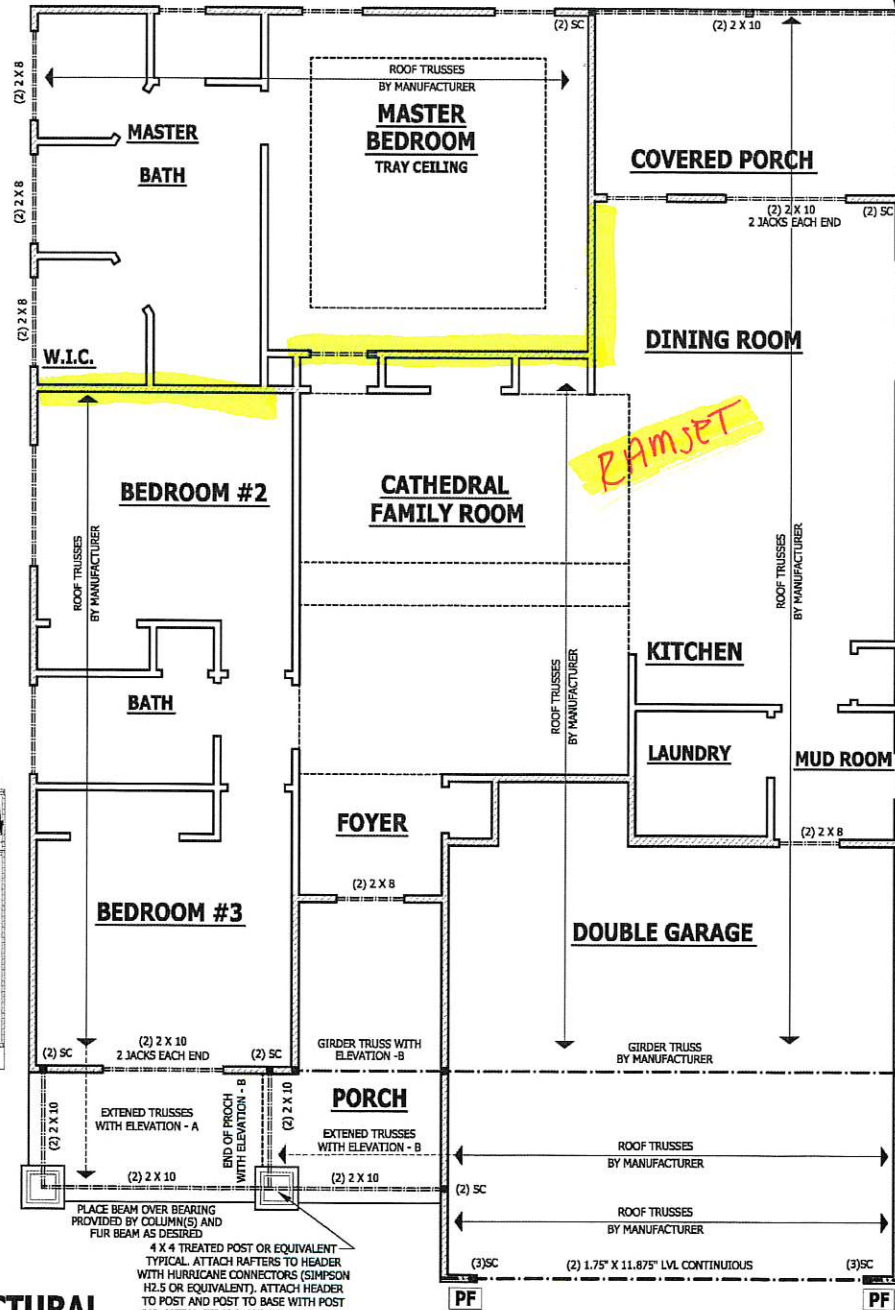 (2) SC
(2) 2 X 10
(2) 2 X 8
ROOF TRUSSES
BY MANUFACTURER
MASTER
BEDROOM
TRAY CEILING
MASTER
BATH
COVERED PORCH
(2) 2 X 8
(2) 2 X 10
2 JACKS EACH END
(2) SC
(2) 2 X 8
W.I.C.
DINING ROOM
RAMSET
BEDROOM #2
CATHEDRAL
FAMILY ROOM
ROOF TRUSSES
BY MANUFACTURER
ROOF TRUSSES
BY MANUFACTURER
ROOF TRUSSES
BY MANUFACTURER
KITCHEN
BATH
LAUNDRY
MUD ROOM
FOYER
(2) 2 X 8
(2) 2 X 8
BEDROOM #3
DOUBLE GARAGE
(2) SC
(2) 2 X 10
2 JACKS EACH END
(2) SC
GIRDER TRUSS WITH
ELEVATION -B
GIRDER TRUSS
BY MANUFACTURER
(2) 2 X 10
EXTENED TRUSSES
WITH ELEVATION - A
END OF PROCH
WITH ELEVATION - B
(2) 2 X 10
PORCH
EXTENED TRUSSES
WITH ELEVATION - B
ROOF TRUSSES
BY MANUFACTURER
(2) 2 X 10
(2) 2 X 10
(2) SC
PLACE BEAM OVER BEARING
PROVIDED BY COLUMN(S) AND
FUR BEAM AS DESIRED
ROOF TRUSSES
BY MANUFACTURER
4 X 4 TREATED POST OR EQUIVALENT
TYPICAL. ATTACH RAFTERS TO HEADER
WITH HURRICANE CONNECTORS (SIMPSON
H2.5 OR EQUIVALENT). ATTACH HEADER
TO POST AND POST TO BASE WITH POST
(3)SC
(2) 1.75" X 11.875" LVL CONTINUOUS
(3)SC
PF
PF